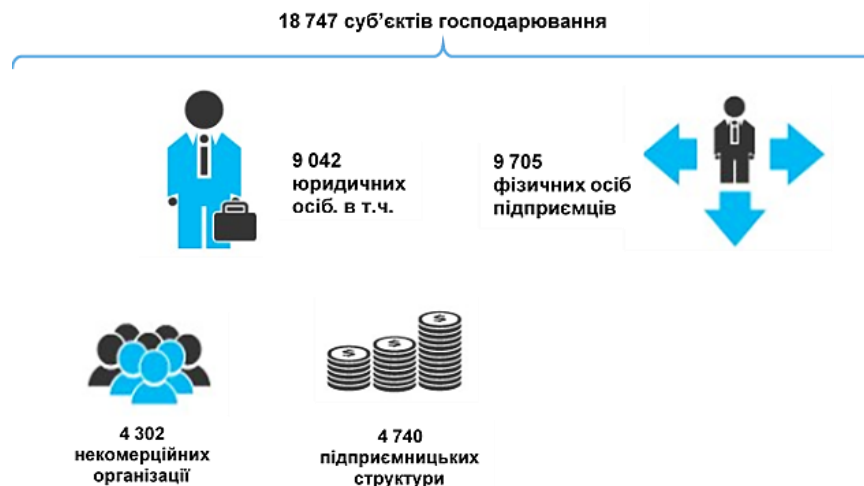 18 747 суб’єктів господарювання
9 042
юридичних
осіб, в т.ч.
9 705
фізичних осіб
підприємців
4 302
некомерційних
організації
4 740
підприємницьких
структури